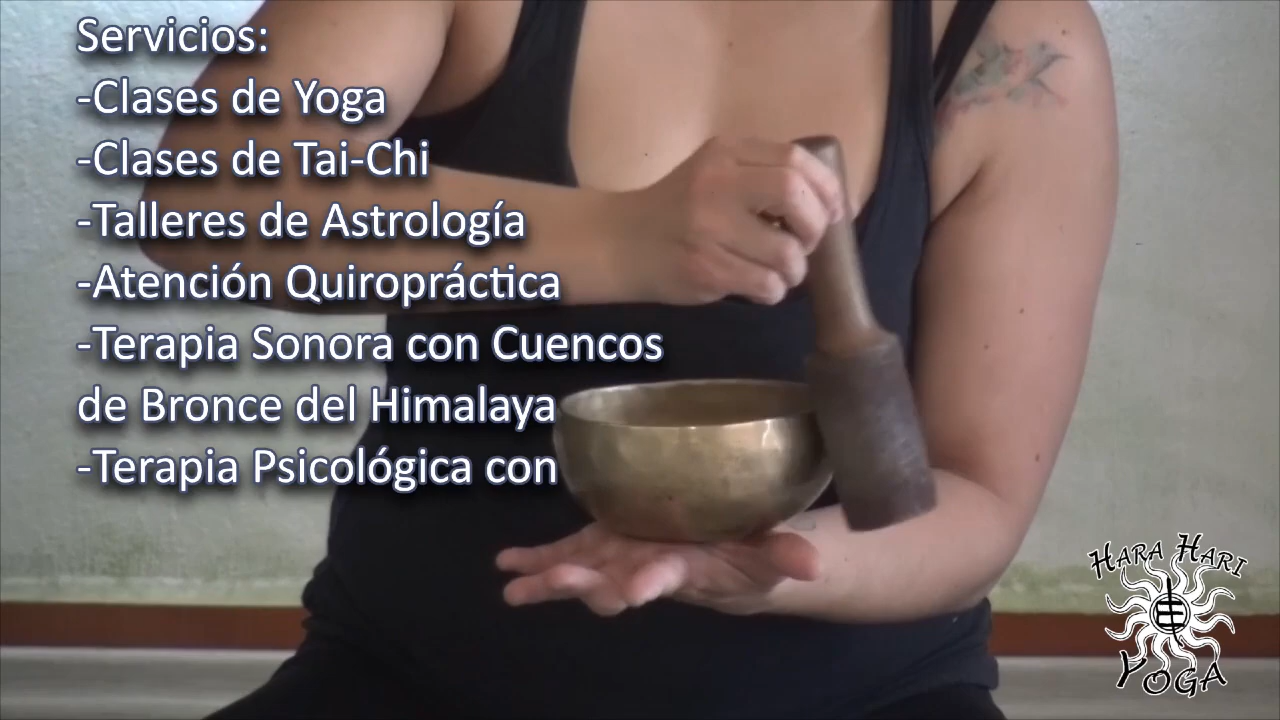 Servicios:
-Clases de Yoga
-Clases de Tai-Chi
-Talleres de Astrología
-Atención Quiropráctica
-Terapia Sonora con Cuencos
de Bronce del Himalaya
-Terapia Psicológica con
HARA HARI
YOGA